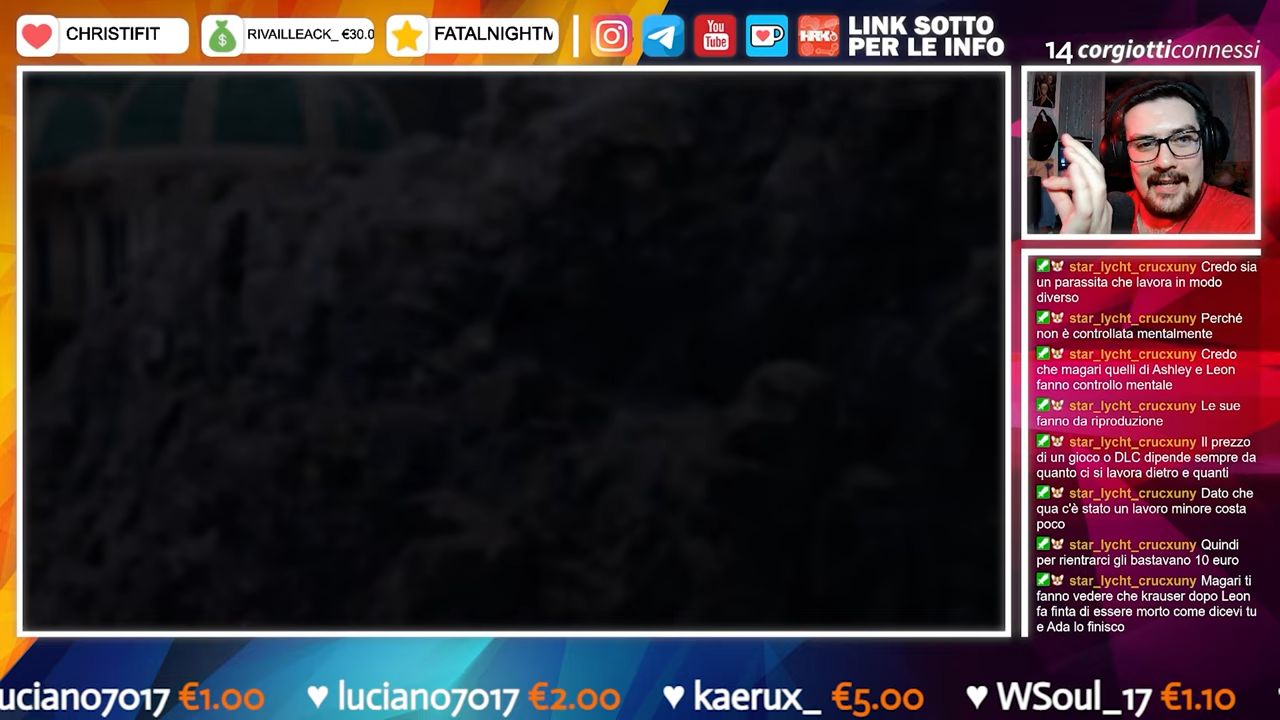 CHRISTIFIT
RIVAILLEACK_ €30.0
FATALNIGHTM
You
Tube
HRK
LINK SOTTO
PER LE INFO
14 corgiotticonnessi
star_lycht_crucxuny Credo sia
un parassita che lavora in modo
diverso
star_lycht_crucxuny Perché
non è controllata mentalmente
star_lycht_crucxuny Credo
che magari quelli di Ashley e Leon
fanno controllo mentale
star_lycht_crucxuny Le sue
fanno da riproduzione
star_lycht_crucxuny Il prezzo
di un gioco o DLC dipende sempre da
quanto ci si lavora dietro e quanti
star_lycht_crucxuny Dato che
qua c'è stato un lavoro minore costa
poco
star_lycht_crucxuny Quindi
per rientrarci gli bastavano 10 euro
star_lycht_crucxuny Magari ti
fanno vedere che krauser dopo Leon
fa finta di essere morto come dicevi tu
e Ada lo finisco
uciano7017 €1.00 ♥ luciano7017 €2.00 ♥ kaerux_ €5.00 ♥ WSoul_17 €1.10